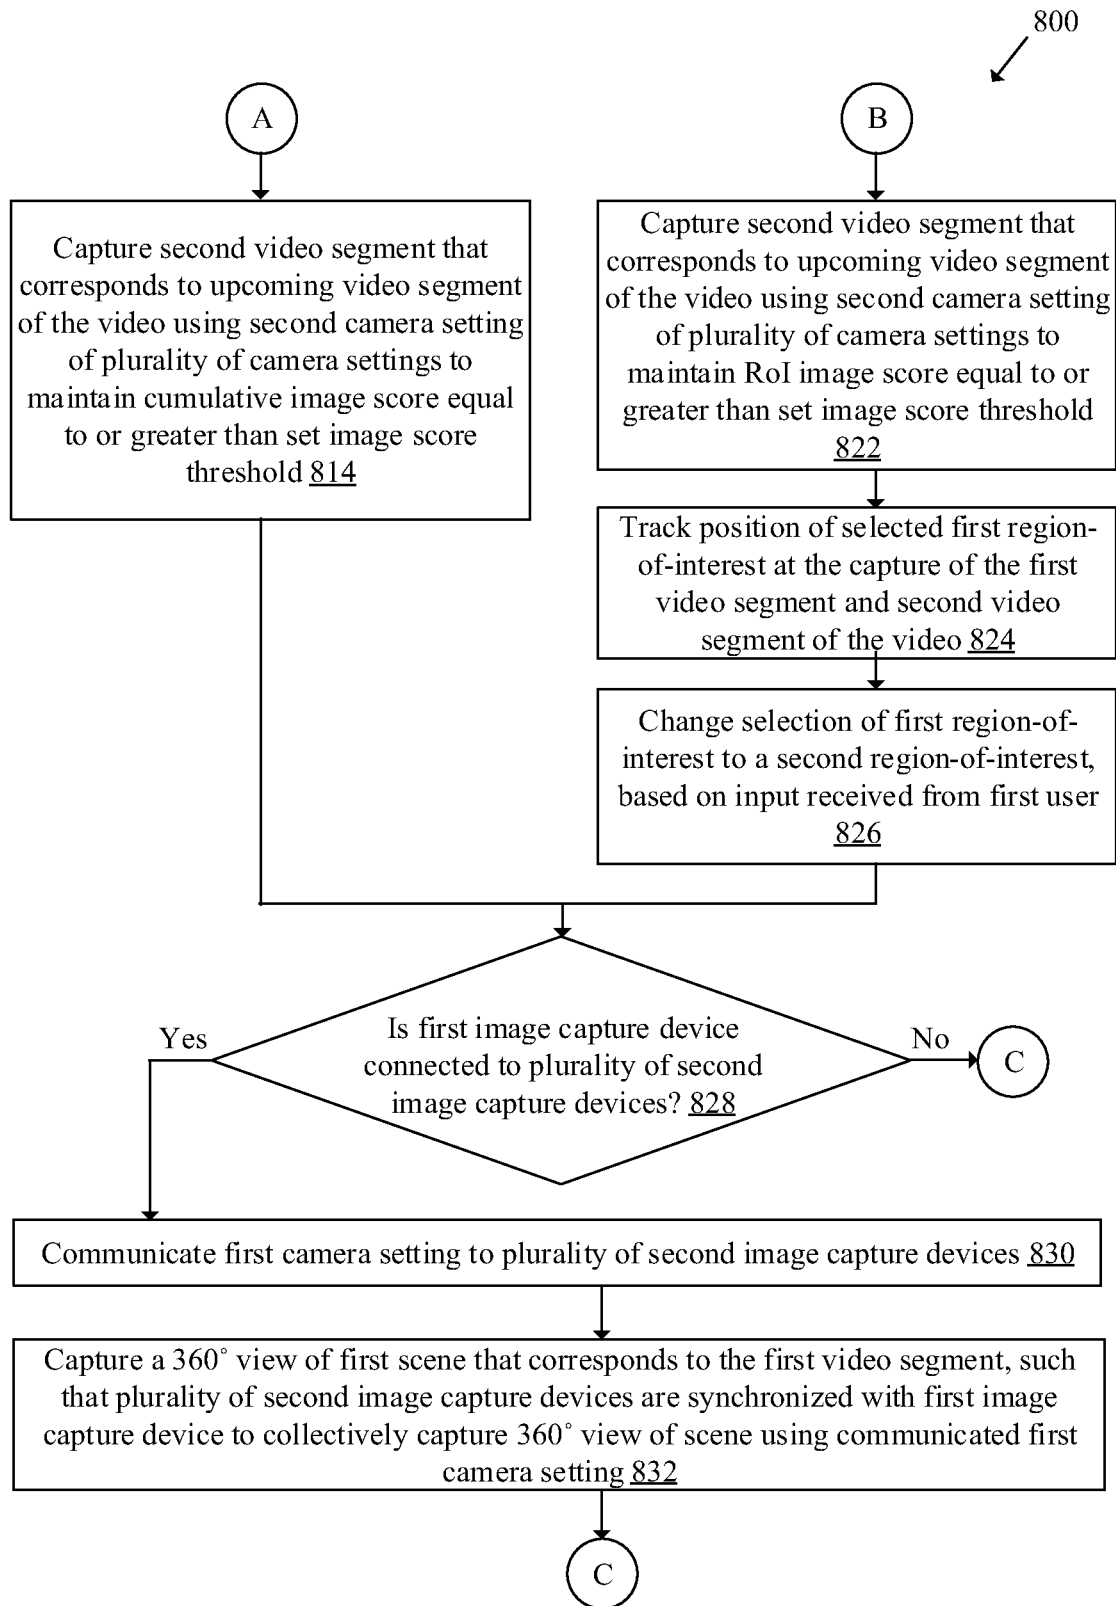 800
A
B
Capture second video segment that
corresponds to upcoming video segment
of the video using second camera setting
of plurality of camera settings to
maintain cumulative image score equal
to or greater than set image score
threshold 814
Capture second video segment that
corresponds to upcoming video segment
of the video using second camera setting
of plurality of camera settings to
maintain RoI image score equal to or
greater than set image score threshold
822
Track position of selected first region-
of-interest at the capture of the first
video segment and second video
segment of the video 824
Change selection of first region-of-
interest to a second region-of-interest,
based on input received from first user
826
Yes
Is first image capture device
connected to plurality of second
image capture devices? 828
No
C
Communicate first camera setting to plurality of second image capture devices 830
Capture a 360° view of first scene that corresponds to the first video segment, such
that plurality of second image capture devices are synchronized with first image
capture device to collectively capture 360° view of scene using communicated first
camera setting 832
C